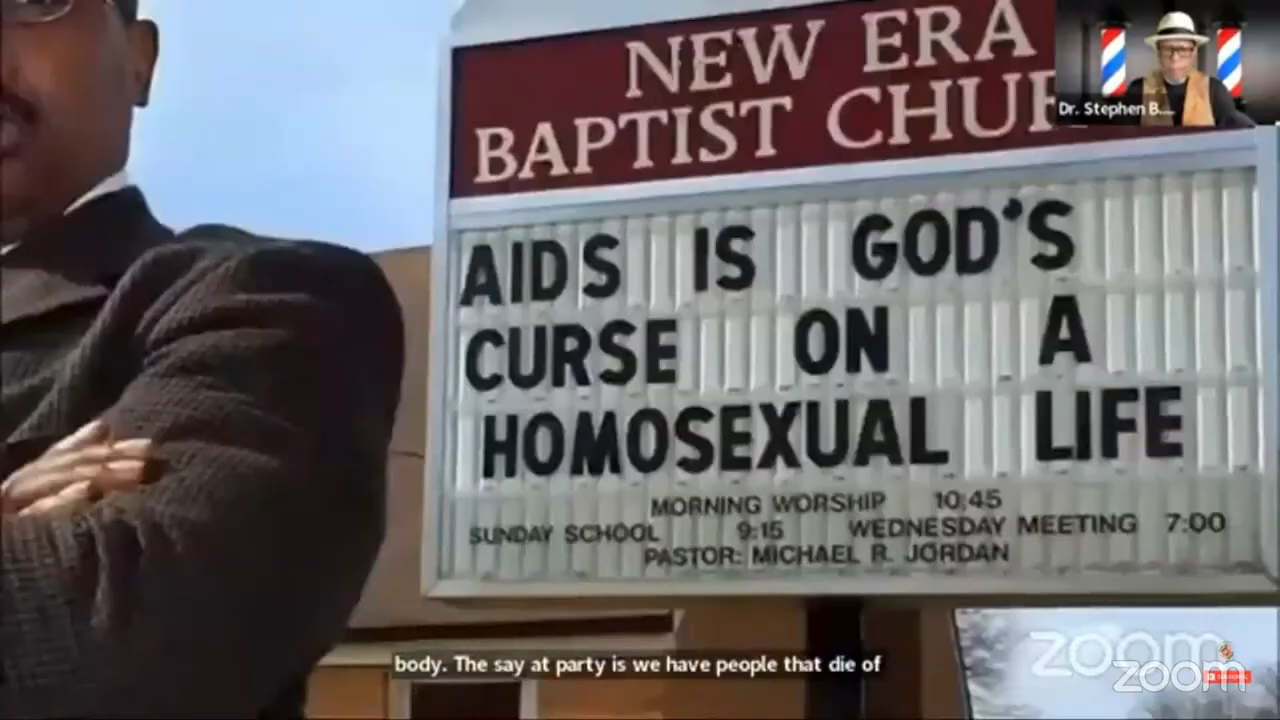 NEW ERA
BAPTIST
Dr. Stephen B....
AIDS IS GOD'S
CURSE ON A
HOMOSEXUAL LIFE
MORNING WORSHIP 10:45
SUNDAY SCHOOL 9:15 WEDNESDAY MEETING 7:00
PASTOR: MICHAEL R. JORDAN
body. The say at party is we have people that die of
zoom
zoom